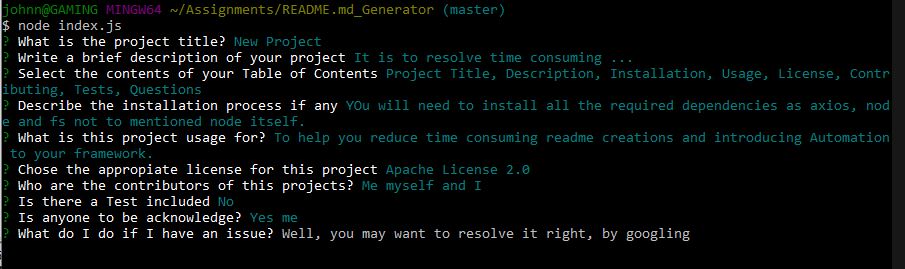 johnn@GAMING MINGW64 ~/Assignments/README.md_Generator (master)
$ node index.js
? What is the project title? New Project
? Write a brief description of your project It is to resolve time consuming ...
? Select the contents of your Table of Contents Project Title, Description, Installation, Usage, License, Contr
ibuting, Tests, Questions
? Describe the installation process if any YOu will need to install all the required dependencies as axios, nod
e and fs not to mentioned node itself.
? What is this project usage for? To help you reduce time consuming readme creations and introducing Automation
to your framework.
? Chose the appropiate license for this project Apache License 2.0
? Who are the contributors of this projects? Me myself and I
? Is there a Test included No
? Is anyone to be acknowledge? Yes me
? What do I do if I have an issue? Well, you may want to resolve it right, by googling